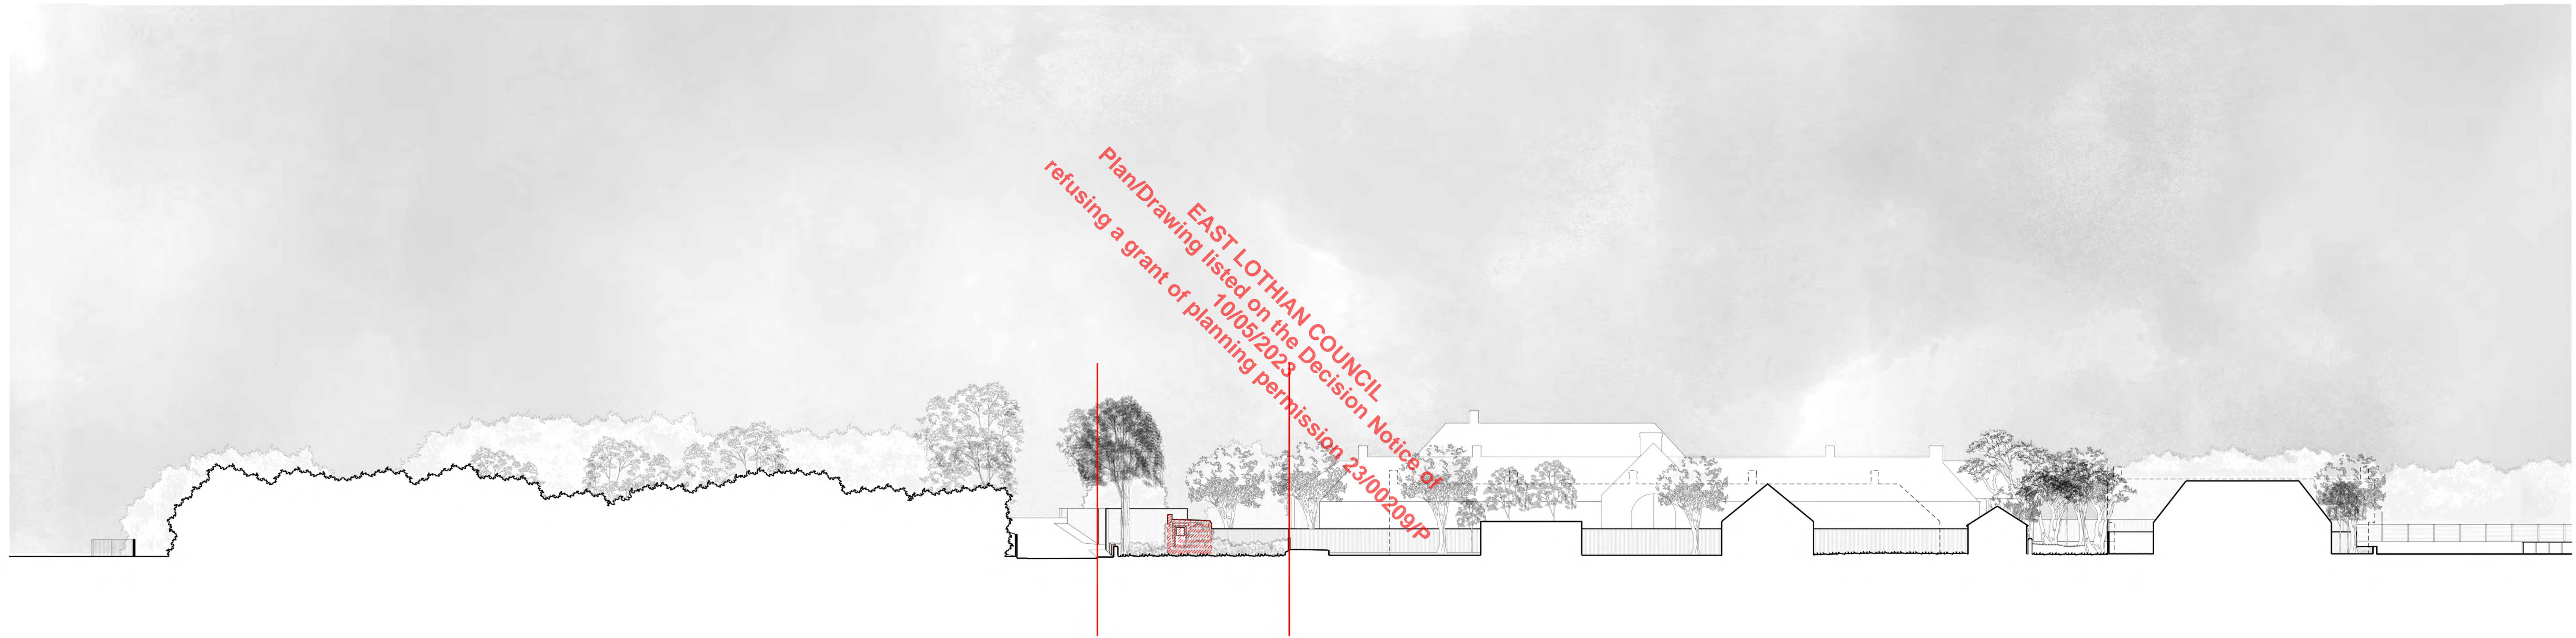 EAST LOTHIAN COUNCIL
Plan/Drawing listed on the Decision Notice of
10/05/2023
refusing a grant of planning permission 23/00209/P